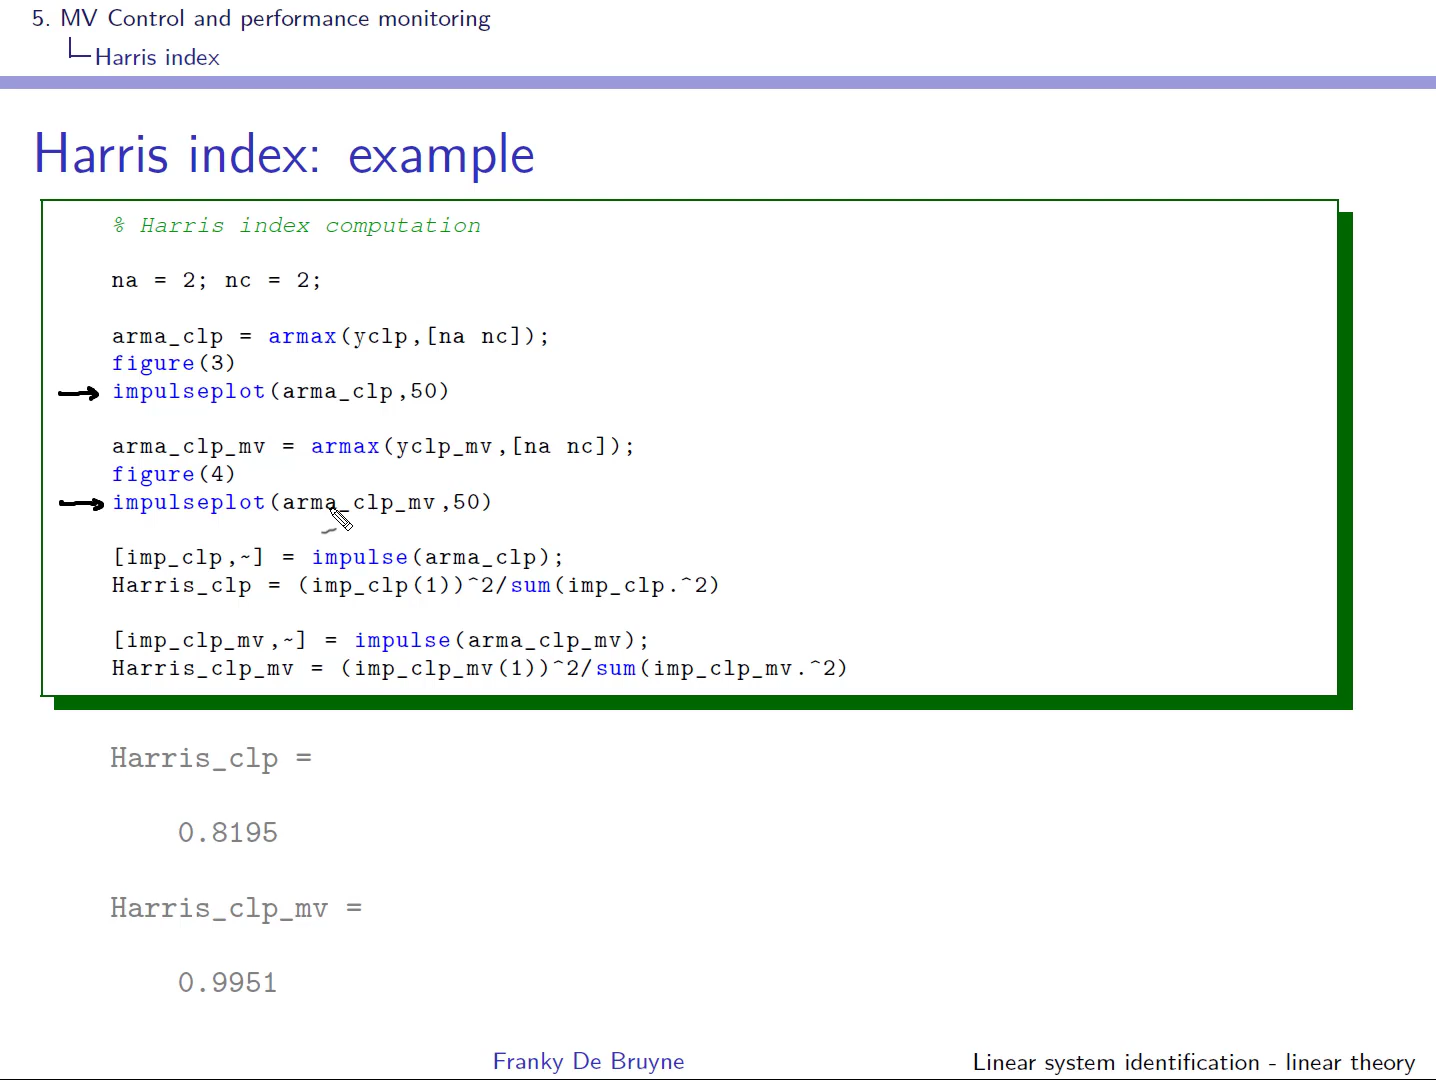 5. MV Control and performance monitoring
Harris index
Harris index: example
% Harris index computation
na = 2; nc = 2;
arma_clp = armax(yclp,[na nc]);
figure(3)
impulseplot(arma_clp,50)
arma_clp_mv = armax(yclp_mv,[na nc]);
figure(4)
impulseplot(arma_clp_mv,50)
[imp_clp,~] = impulse(arma_clp);
Harris_clp = (imp_clp(1))^2/sum(imp_clp.^2)
[imp_clp_mv,~] = impulse(arma_clp_mv);
Harris_clp_mv = (imp_clp_mv(1))^2/sum(imp_clp_mv.^2)
Harris_clp =
0.8195
Harris_clp_mv =
0.9951
Franky De Bruyne
Linear system identification - linear theory